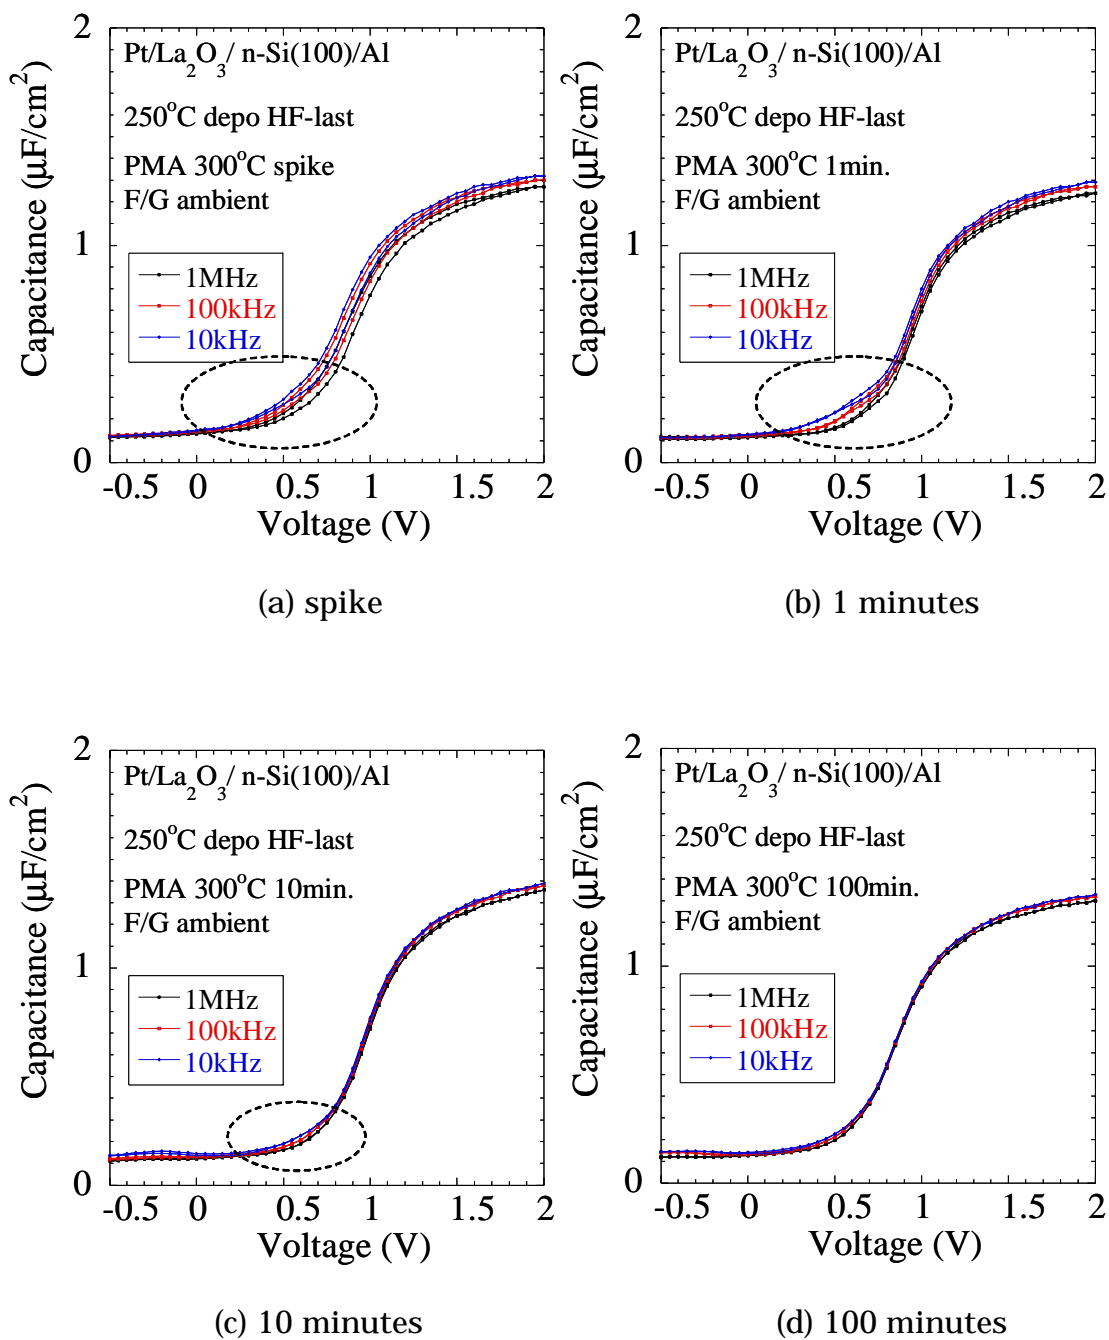 2
Pt/La2O3/ n-Si(100)/Al
250°C depo HF-last
PMA 300°C spike
F/G ambient
1
1MHz
100kHz
10kHz
0
-0.5 0 0.5 1 1.5 2
Capacitance (μF/cm2)
Voltage (V)
(a) spike
2
Pt/La2O3/ n-Si(100)/Al
250°C depo HF-last
PMA 300°C 1min.
F/G ambient
1
1MHz
100kHz
10kHz
0
-0.5 0 0.5 1 1.5 2
Capacitance (μF/cm2)
Voltage (V)
(b) 1 minutes
2
Pt/La2O3/ n-Si(100)/Al
250°C depo HF-last
PMA 300°C 10min.
F/G ambient
1
1MHz
100kHz
10kHz
0
-0.5 0 0.5 1 1.5 2
Capacitance (μF/cm2)
Voltage (V)
(c) 10 minutes
2
Pt/La2O3/ n-Si(100)/Al
250°C depo HF-last
PMA 300°C 100min.
F/G ambient
1
1MHz
100kHz
10kHz
0
-0.5 0 0.5 1 1.5 2
Capacitance (μF/cm2)
Voltage (V)
(d) 100 minutes